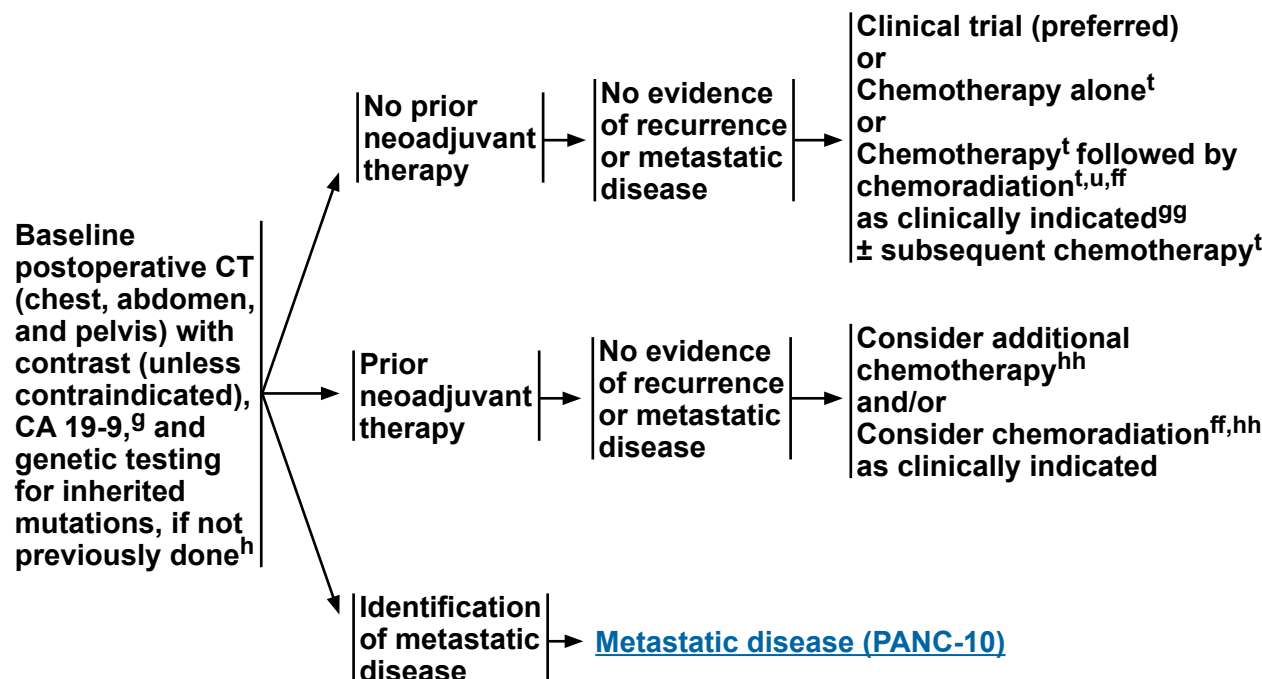 Baseline
postoperative CT
(chest, abdomen,
and pelvis) with
contrast (unless
contraindicated),
CA 19-9,g and
genetic testing
for inherited
mutations, if not
previously doneh
No prior
neoadjuvant
therapy
No evidence
of recurrence
or metastatic
disease
Clinical trial (preferred)
or
Chemotherapy alonet
or
Chemotherapyt followed by
chemoradiationt,u,ff
as clinically indicatedgg
± subsequent chemotherapyt
Prior
neoadjuvant
therapy
No evidence
of recurrence
or metastatic
disease
Consider additional
chemotherapyhh
and/or
Consider chemoradiationff,hh
as clinically indicated
Identification
of metastatic
disease
Metastatic disease (PANC-10)